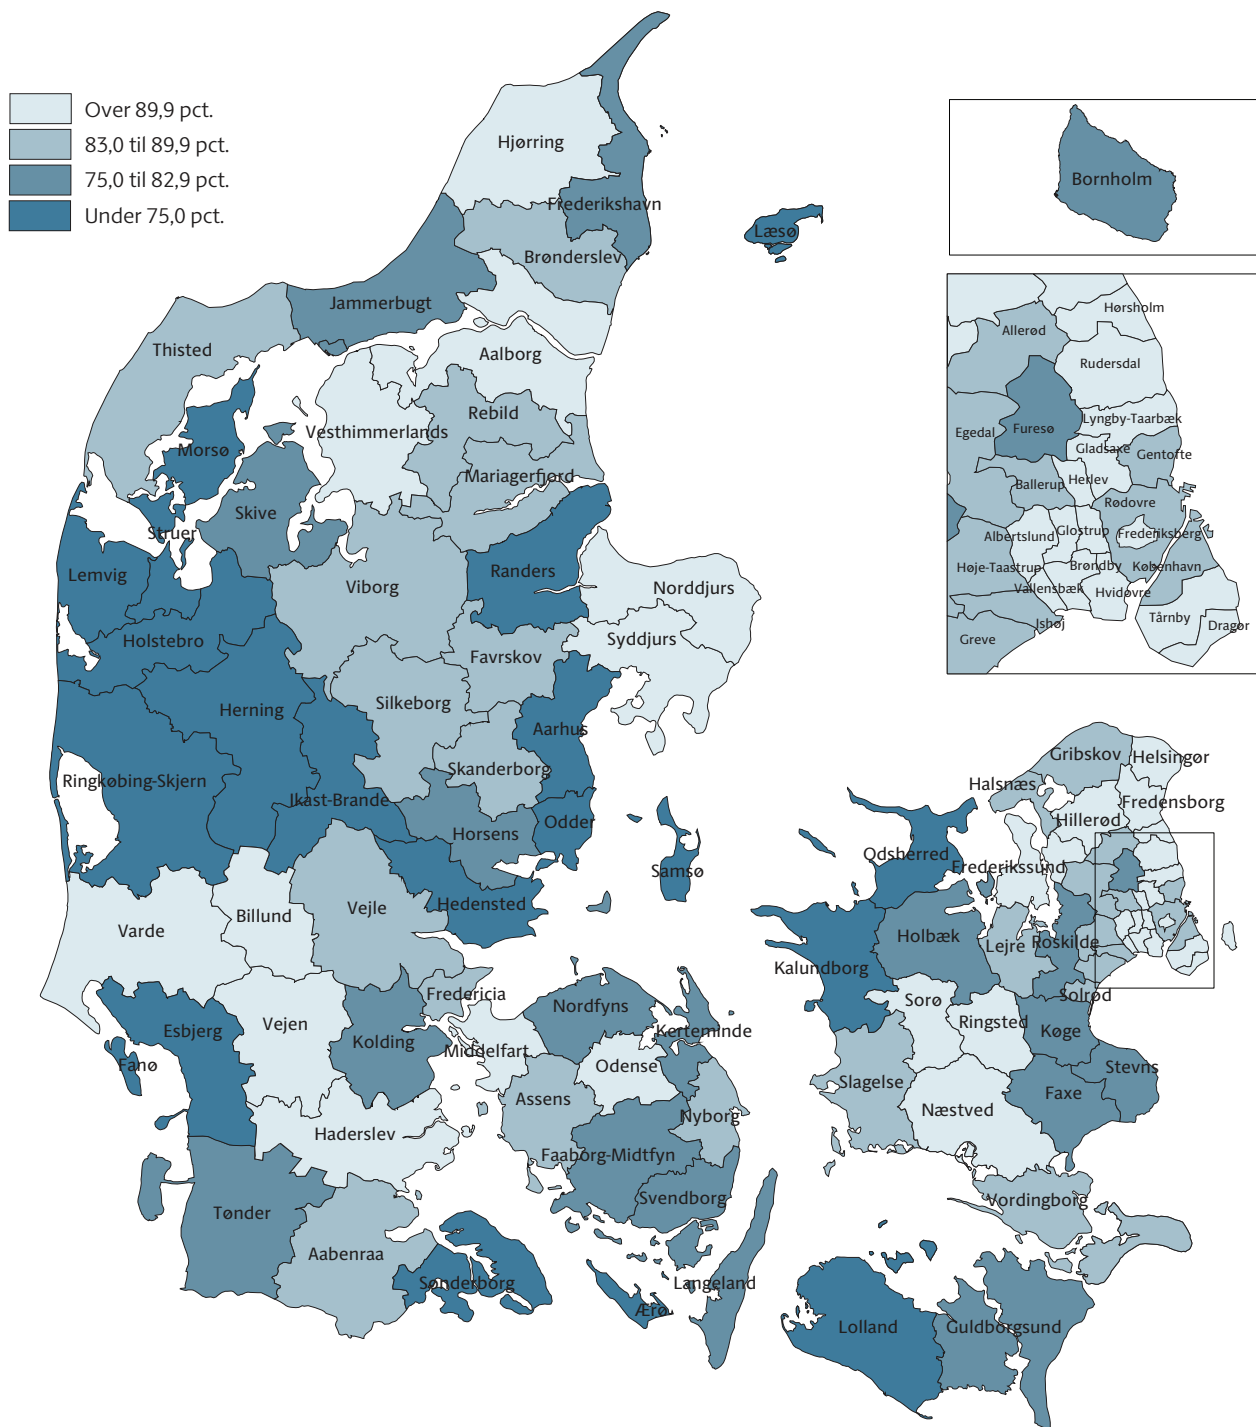 Over 89,9 pct.
83,0 til 89,9 pct.
75,0 til 82,9 pct.
Under 75,0 pct.
Hjørring
Frederikshavn
Læsø
Brønderslev
Jammerbugt
Thisted
Aalborg
Rebild
Vesthimmerlands
Morsø
Mariagerfjord
Skive
Struer
Lemvig
Randers
Viborg
Norddjurs
Holstebro
Syddjurs
Favrskov
Silkeborg
Herning
Aarhus
Skanderborg
Ringkøbing-Skjern
Ikast-Brande
Horsens
Odder
Samsø
Hedensted
Vejle
Billund
Varde
Fredericia
Vejen
Esbjerg
Kolding
Fanø
Middelfart
Nordfyns
Kerteminde
Odense
Assens
Nyborg
Haderslev
Faaborg-Midtfyn
Svendborg
Tønder
Aabenraa
Sønderborg
Langeland
Ærø
Bornholm
Hørsholm
Allerød
Rudersdal
Lyngby-Taarbæk
Furesø
Egedal
Gladsaxe
Gentofte
Ballerup
Herlev
Rødovre
Glostrup
Frederiksberg
Albertslund
Høje-Taastrup
Brøndby
København
Vallensbæk
Hvidovre
Tårnby
Dragør
Ishøj
Greve
Gribskov
Helsingør
Halsnæs
Fredensborg
Hillerød
Odsherred
Frederikssund
Holbæk
Lejre
Roskilde
Kalundborg
Solrød
Sorø
Ringsted
Køge
Stevns
Slagelse
Faxe
Næstved
Vordingborg
Lolland
Guldborgsund